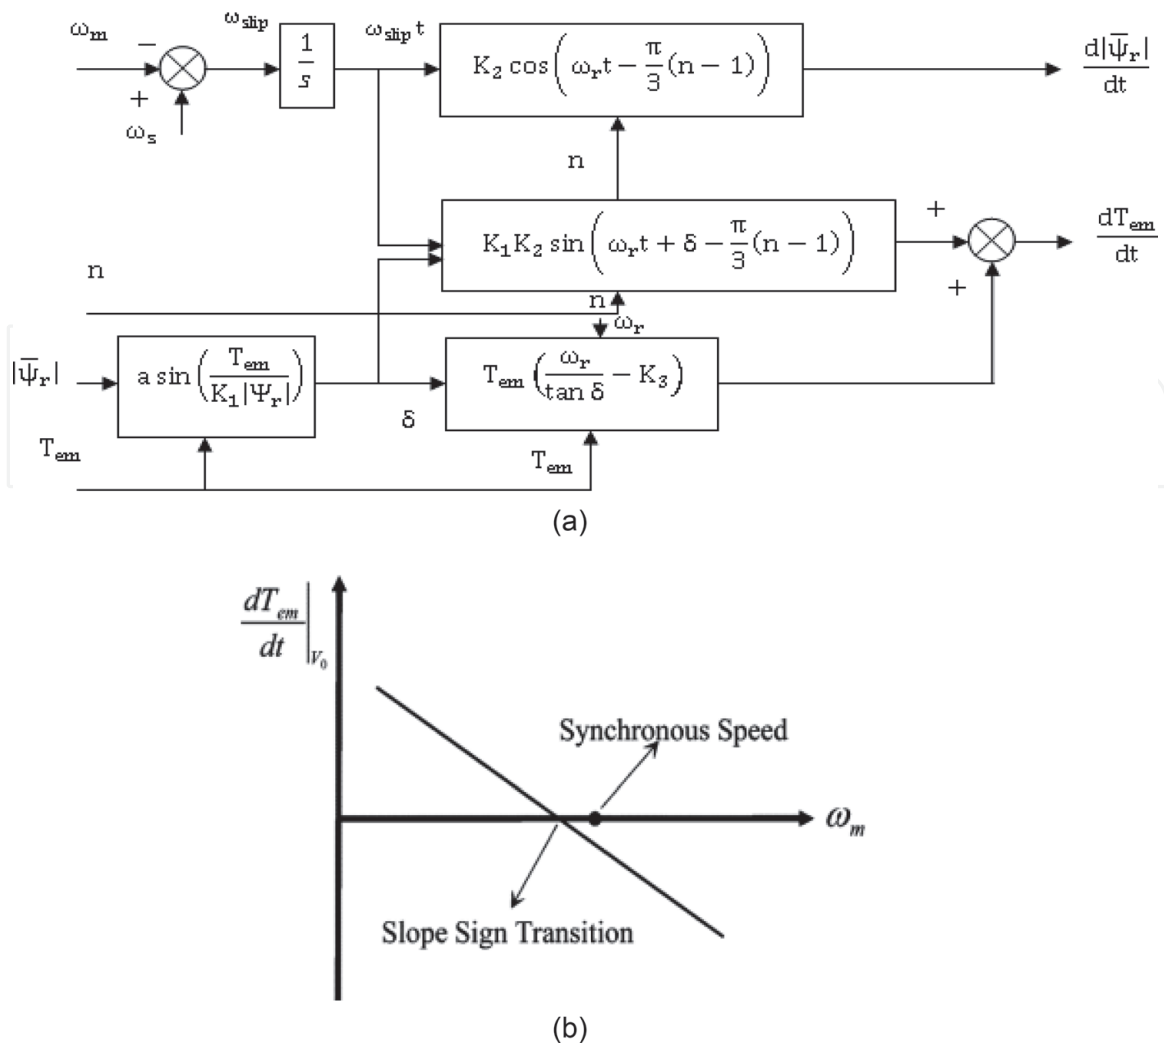 ω_m
−
+
ω_s
ω_slip
1/s
ω_slip t
K₂ cos(ω_r t − π/3 (n − 1))
d|ψ̅_r|/dt
n
K₁K₂ sin(ω_r t + δ − π/3 (n − 1))
+
+
dT_em/dt
n
n
ω_r
|ψ̅_r|
a sin(T_em/K₁|Ψ_r|)
δ
T_em (ω_r/tan δ − K₃)
T_em
T_em
(a)
dT_em/dt|V₀
Synchronous Speed
ω_m
Slope Sign Transition
(b)